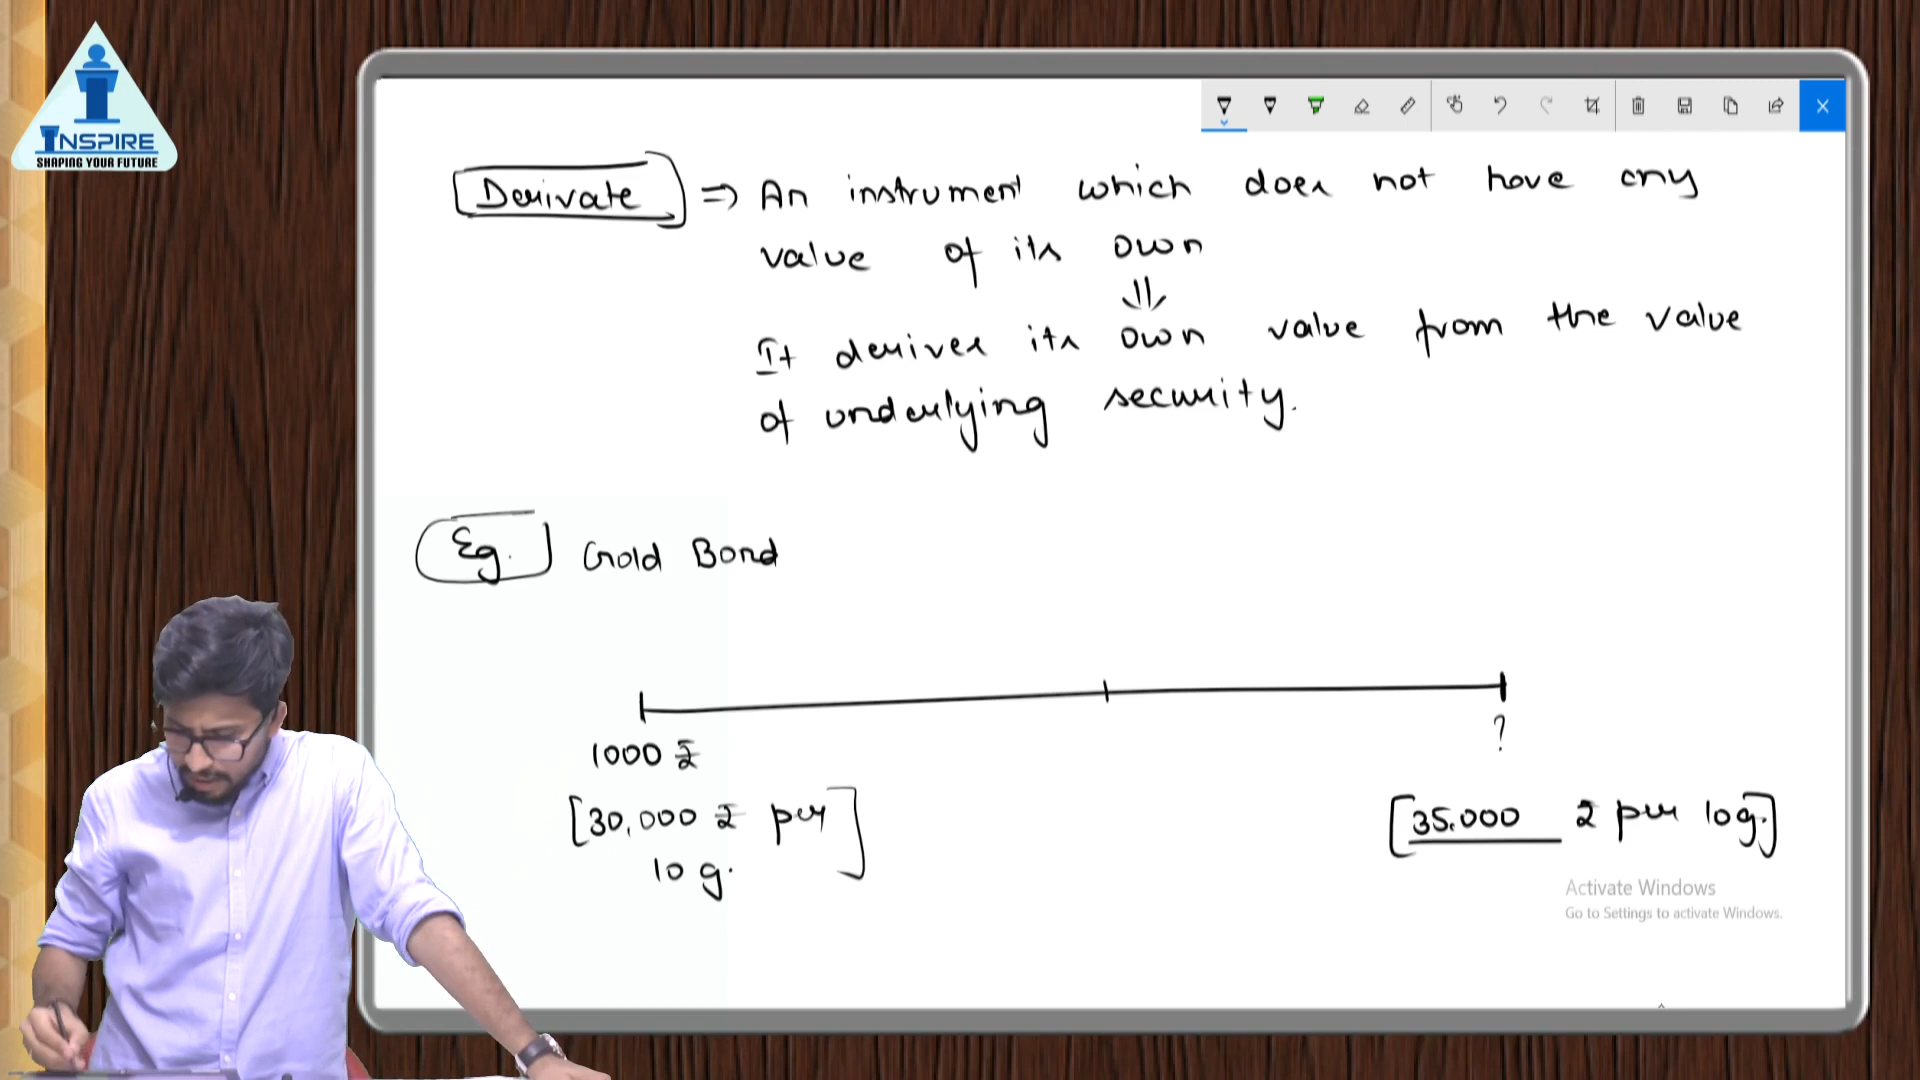 INSPIRE
SHAPING YOUR FUTURE
Derivate ⇒ An instrument which does not have any
value of its own
⇓
It derives its own value from the value
of underlying security.
Eg. Gold Bond
1000 ₹
?
[30,000 ₹ per
10 g.]
[35,000 ₹ per 10g.]
Activate Windows
Go to Settings to activate Windows.